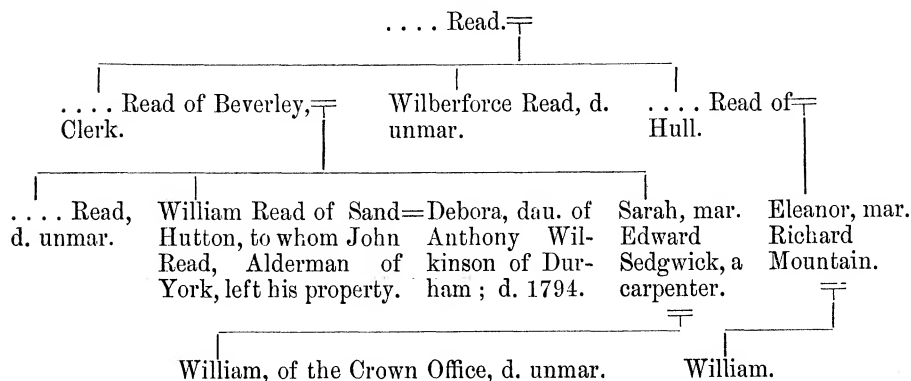 . . . . Read.
. . . . Read of Beverley,
Clerk.
Wilberforce Read, d.
unmar.
. . . . Read of
Hull.
. . . . Read,
d. unmar.
William Read of Sand
Hutton, to whom John
Read, Alderman of
York, left his property.
=Debora, dau. of
Anthony Wil-
kinson of Dur-
ham ; d. 1794.
Sarah, mar.
Edward
Sedgwick, a
carpenter.
Eleanor, mar.
Richard
Mountain.
William, of the Crown Office, d. unmar.
William.